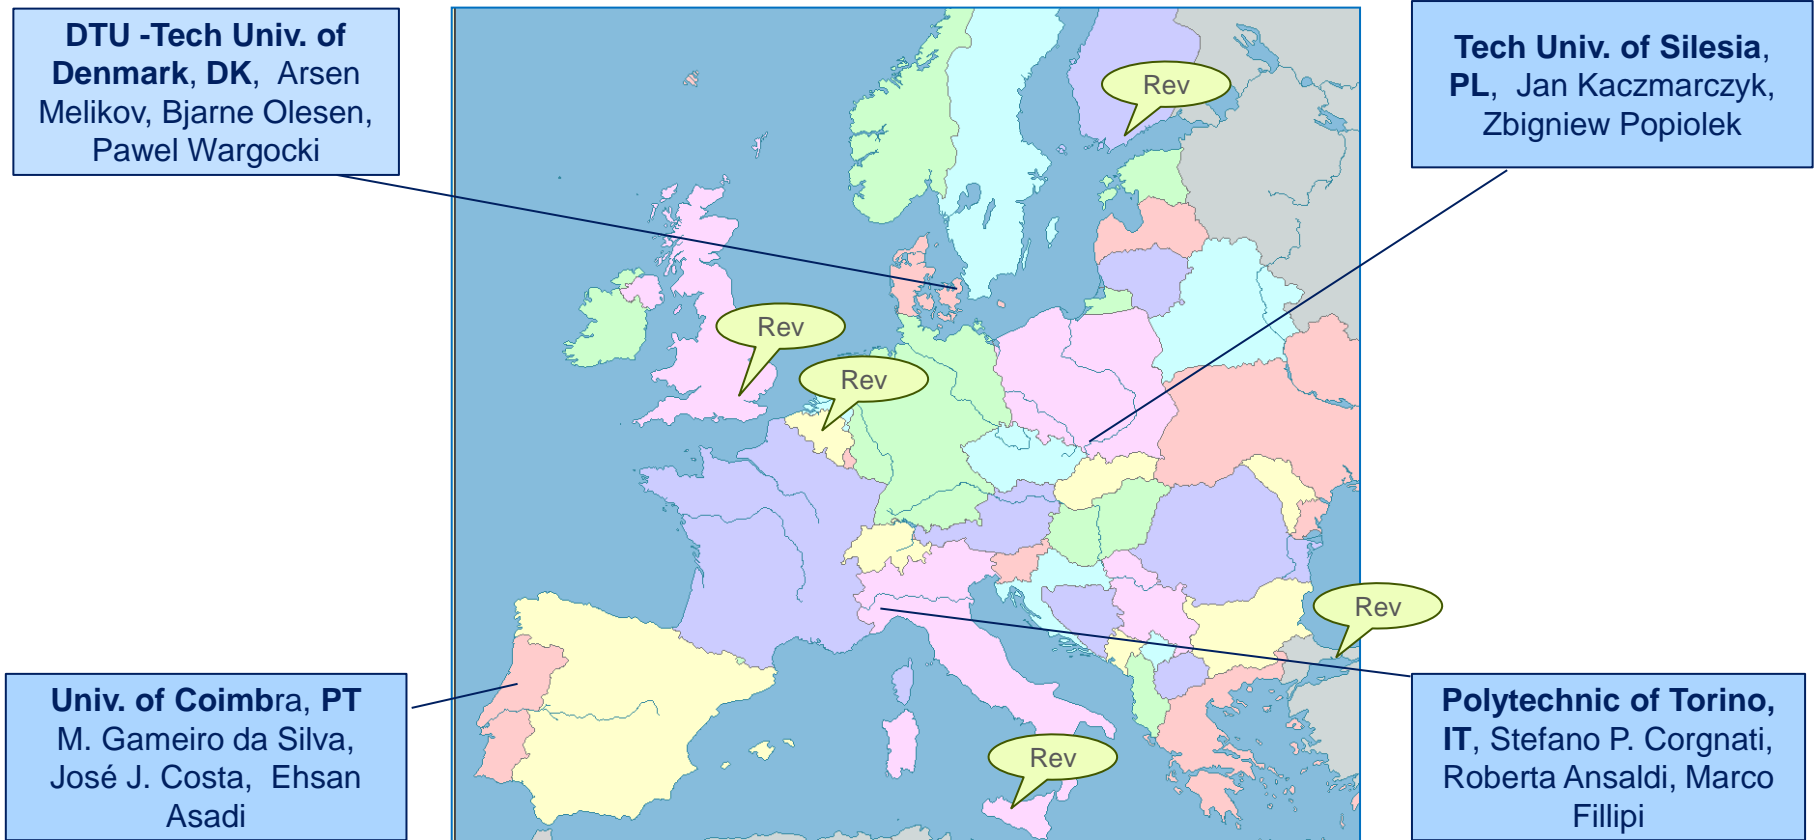 DTU -Tech Univ. of
Denmark, DK, Arsen
Melikov, Bjarne Olesen,
Pawel Wargocki
Tech Univ. of Silesia,
PL, Jan Kaczmarczyk,
Zbigniew Popiolek
Rev
Rev
Rev
Rev
Rev
Univ. of Coimbra, PT
M. Gameiro da Silva,
José J. Costa, Ehsan
Asadi
Polytechnic of Torino,
IT, Stefano P. Corgnati,
Roberta Ansaldi, Marco
Fillipi